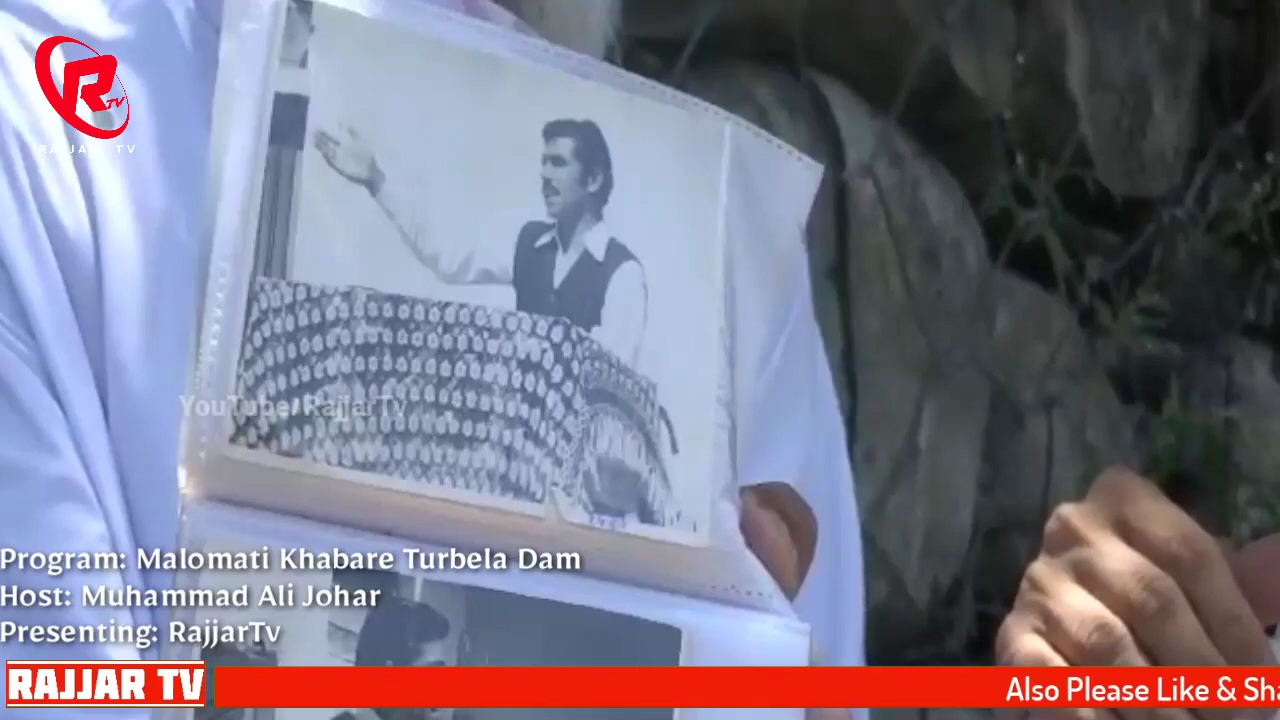 R TV
RAJJAR TV
YouTube/RajjarTv
Program: Malomati Khabare Turbela Dam
Host: Muhammad Ali Johar
Presenting: RajjarTv
RAJJAR TV
Also Please Like & Sha